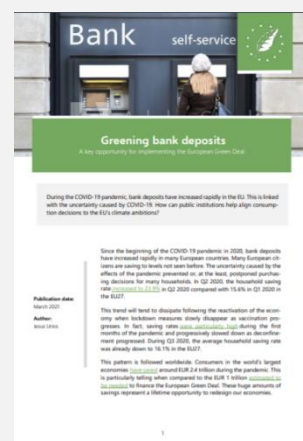 Bank self-service
Greening bank deposits
A key opportunity for implementing the European Green Deal
During the COVID-19 pandemic, bank deposits have increased rapidly in the EU. This is linked
with the uncertainty caused by COVID-19. How can public institutions help align consump-
tion decisions to the EU's climate ambitions?
Publication date:
March 2021
Author:
Jesus Urios
Since the beginning of the COVID-19 pandemic in 2020, bank deposits
have increased rapidly in many European countries. Many European cit-
izens are saving to levels not seen before. The uncertainty caused by the
effects of the pandemic prevented or, at the least, postponed purchas-
ing decisions for many households. In Q2 2020, the household saving
rate increased to 23.9% in Q2 2020 compared with 15.6% in Q1 2020 in
the EU27.
This trend will tend to dissipate following the reactivation of the econ-
omy when lockdown measures slowly disappear as vaccination pro-
gresses. In fact, saving rates were particularly high during the first
months of the pandemic and progressively slowed down as deconfine-
ment progressed. During Q3 2020, the average household saving rate
was already down to 16.1% in the EU27.
This pattern is followed worldwide. Consumers in the world's largest
economies have saved around EUR 2.4 trillion during the pandemic. This
is particularly telling when compared to the EUR 1 trillion estimated to
be needed to finance the European Green Deal. These huge amounts of
savings represent a lifetime opportunity to redesign our economies.
1